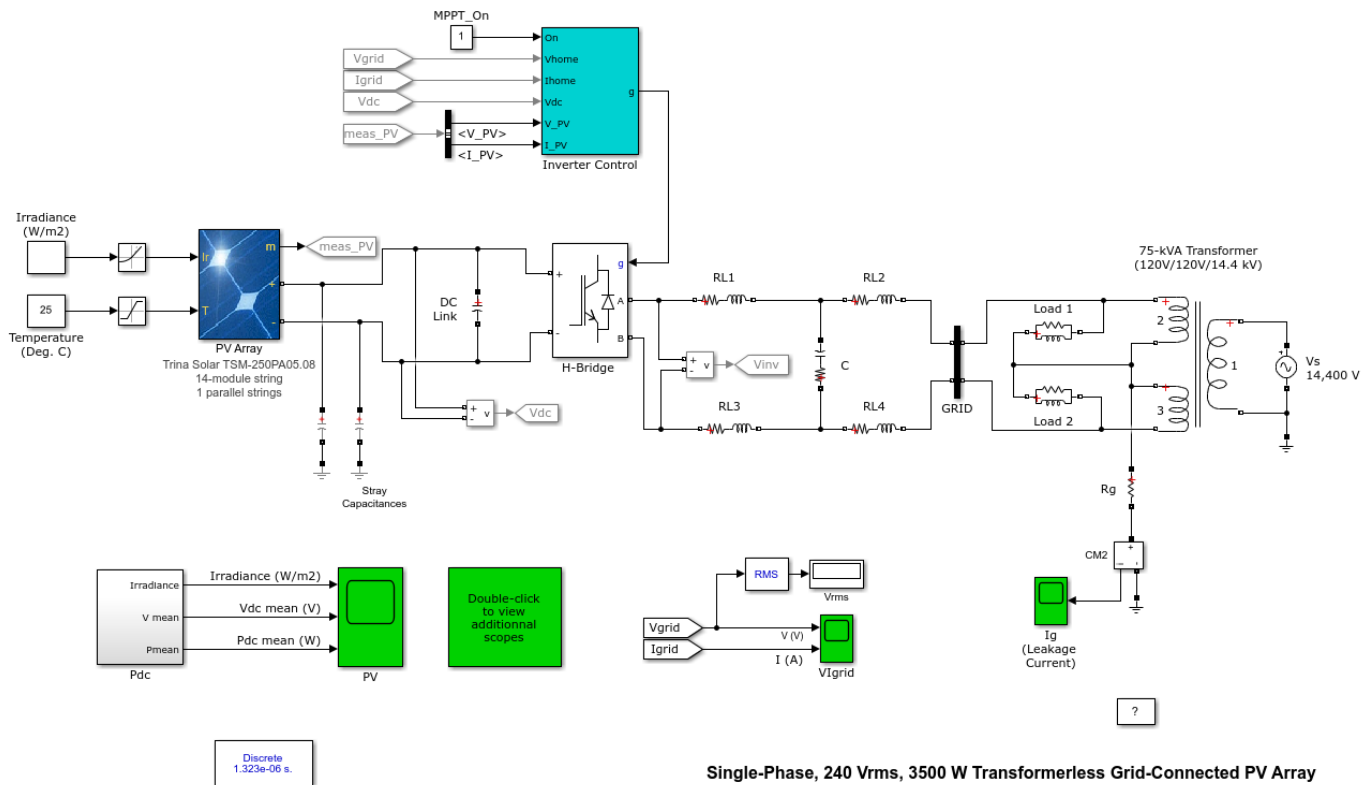 MPPT_On
1
On
Vgrid
Vhome
Igrid
Ihome
Vdc
Vdc
g
meas_PV
V_PV
<V_PV>
I_PV
<I_PV>
Inverter Control
Irradiance
(W/m2)
Ir
m
meas_PV
+
25
T
-
Temperature
(Deg. C)
PV Array
Trina Solar TSM-250PA05.08
14-module string
1 parallel strings
DC
Link
+
-
v
Vdc
Stray
Capacitances
g
+
A
-
B
H-Bridge
+
-
v
Vinv
RL1
RL2
C
RL3
RL4
GRID
75-kVA Transformer
(120V/120V/14.4 kV)
Load 1
+
2
+
1
Load 2
+
3
Vs
14,400 V
Rg
CM2
+
-
Ig
(Leakage
Current)
Irradiance
Irradiance (W/m2)
V mean
Vdc mean (V)
Pmean
Pdc mean (W)
Pdc
PV
Double-click
to view
additionnal
scopes
RMS
Vrms
Vgrid
V (V)
Igrid
I (A)
VIgrid
?
Discrete
1.323e-06 s.
Single-Phase, 240 Vrms, 3500 W Transformerless Grid-Connected PV Array